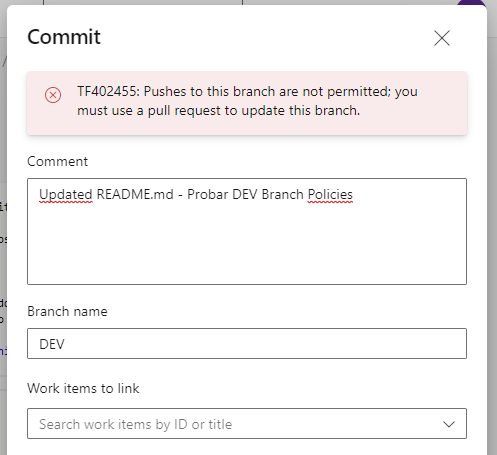 Commit
TF402455: Pushes to this branch are not permitted; you
must use a pull request to update this branch.
Comment
Updated README.md - Probar DEV Branch Policies
Branch name
DEV
Work items to link
Search work items by ID or title